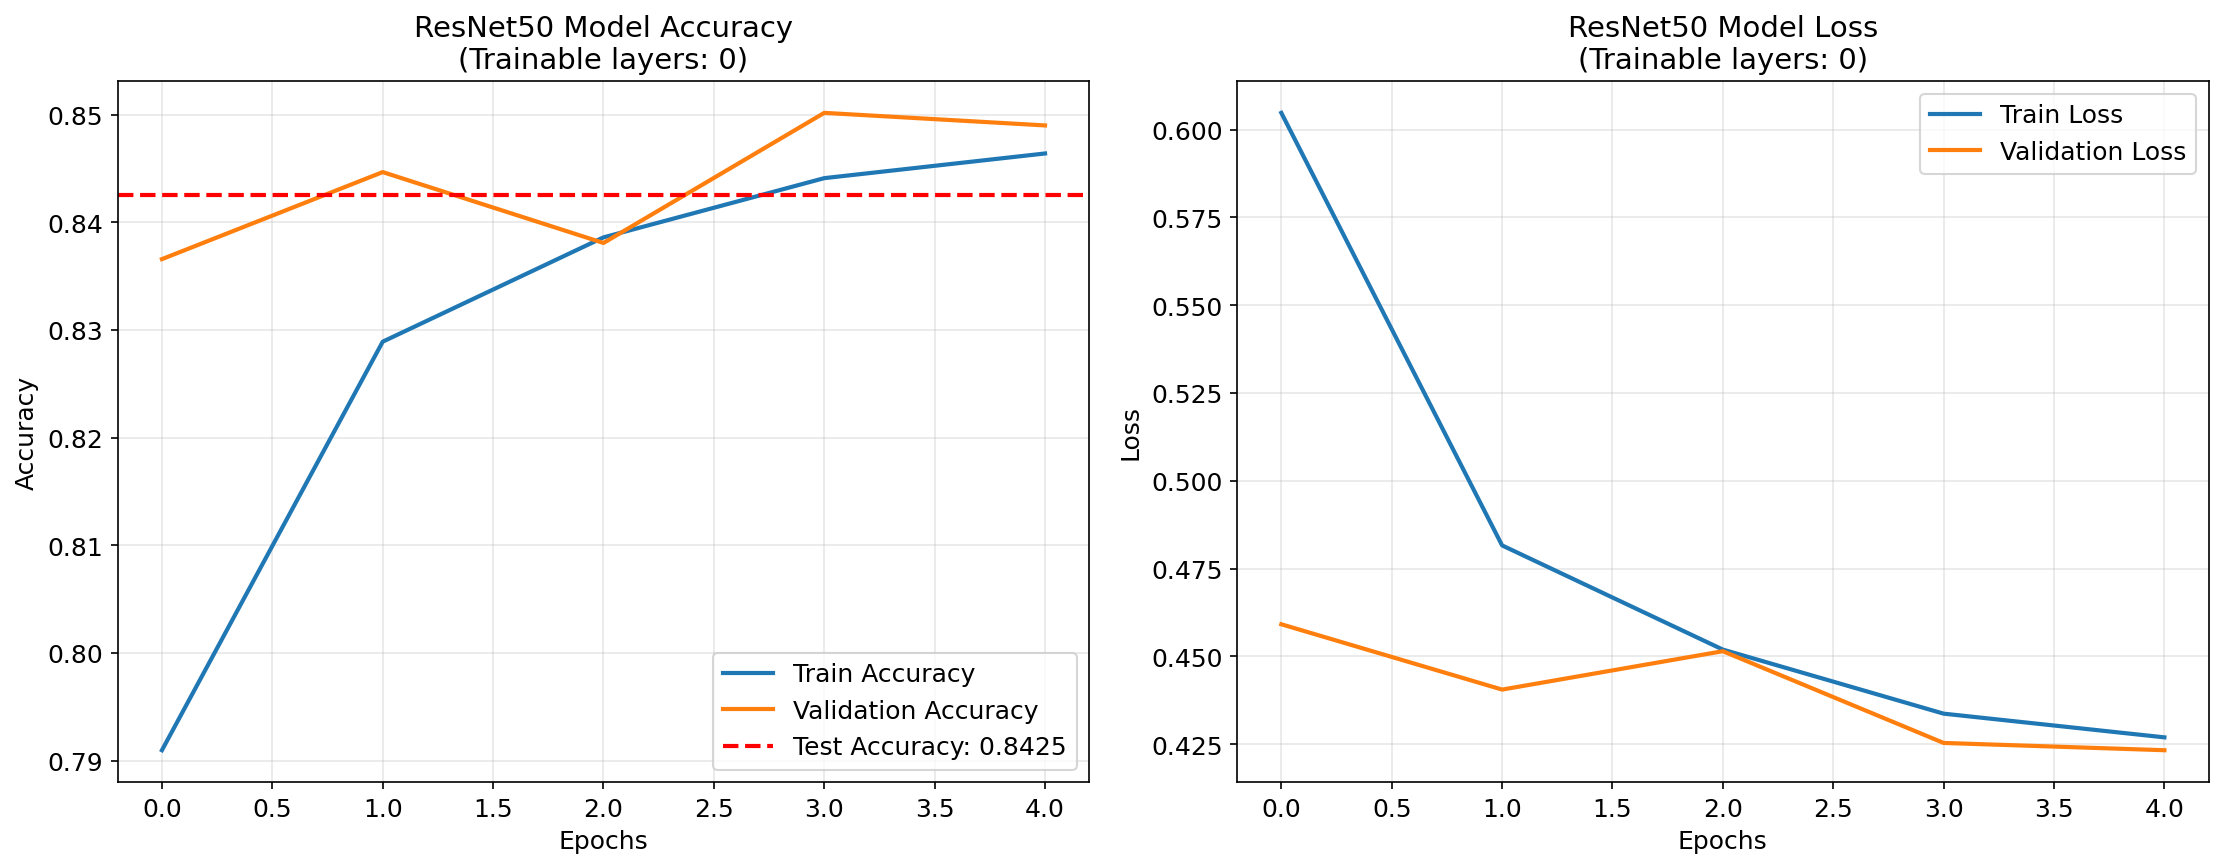 ResNet50 Model Accuracy
(Trainable layers: 0)
Accuracy
0.85
0.84
0.83
0.82
0.81
0.80
0.79
Train Accuracy
Validation Accuracy
Test Accuracy: 0.8425
0.0 0.5 1.0 1.5 2.0 2.5 3.0 3.5 4.0
Epochs
ResNet50 Model Loss
(Trainable layers: 0)
Loss
0.600
0.575
0.550
0.525
0.500
0.475
0.450
0.425
Train Loss
Validation Loss
0.0 0.5 1.0 1.5 2.0 2.5 3.0 3.5 4.0
Epochs